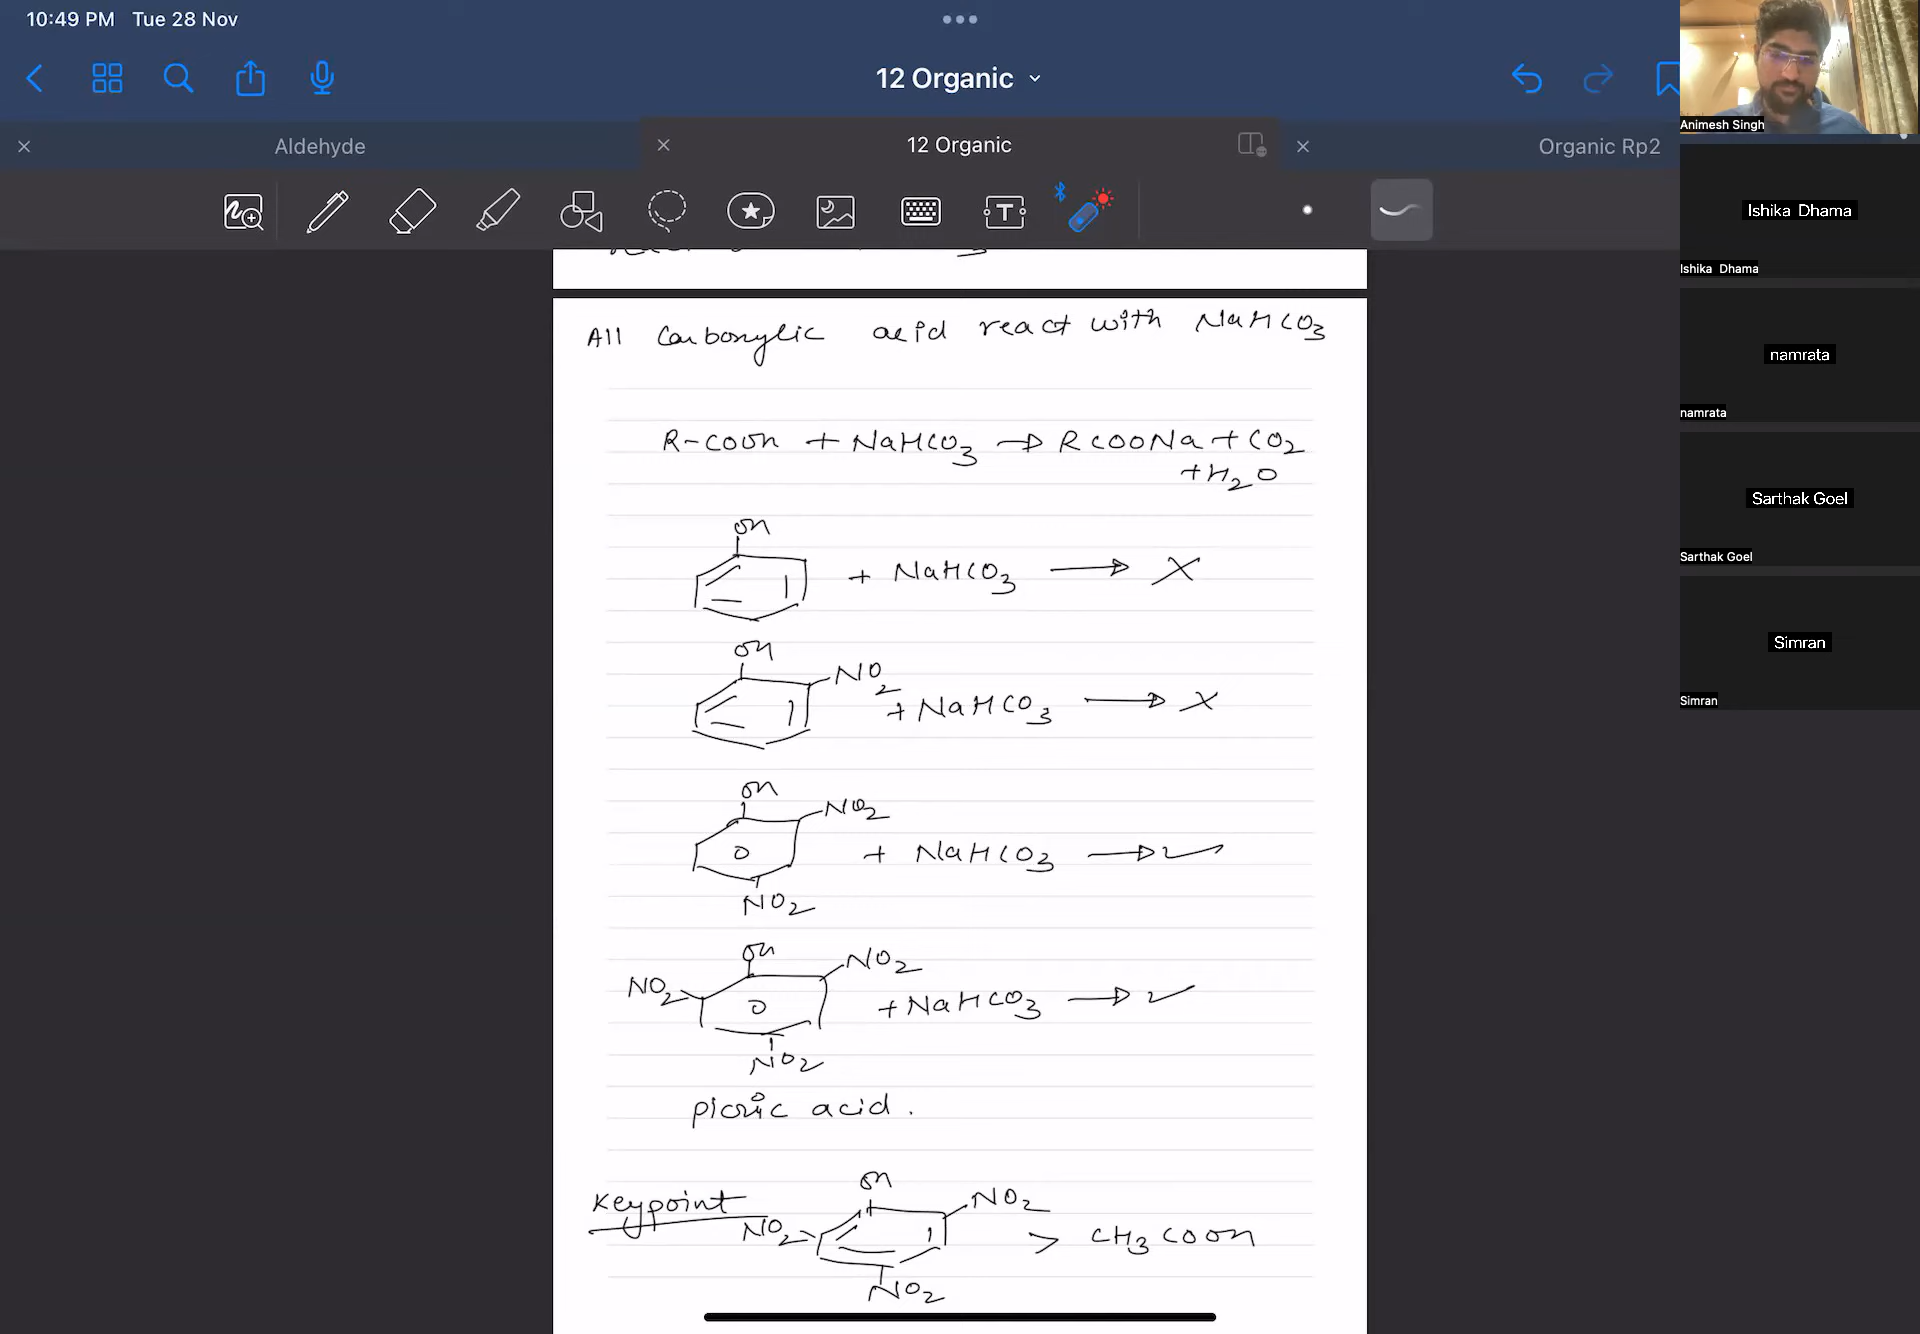 10:49 PM Tue 28 Nov
12 Organic
Aldehyde
12 Organic
Organic Rp2
T
Animesh Singh
Ishika Dhama
Ishika Dhama
namrata
namrata
Sarthak Goel
Sarthak Goel
Simran
Simran
All Carboxylic acid react with NaHCO3
R-COOH + NaHCO3 → RCOONa + CO2
+ H2O
OH
+ NaHCO3 → X
OH
NO2
+ NaHCO3 → X
OH
NO2
+ NaHCO3 → ✓
NO2
OH
NO2
NO2
+ NaHCO3 → ✓
NO2
picric acid.
OH
Keypoint
NO2
NO2
> CH3COOH
NO2